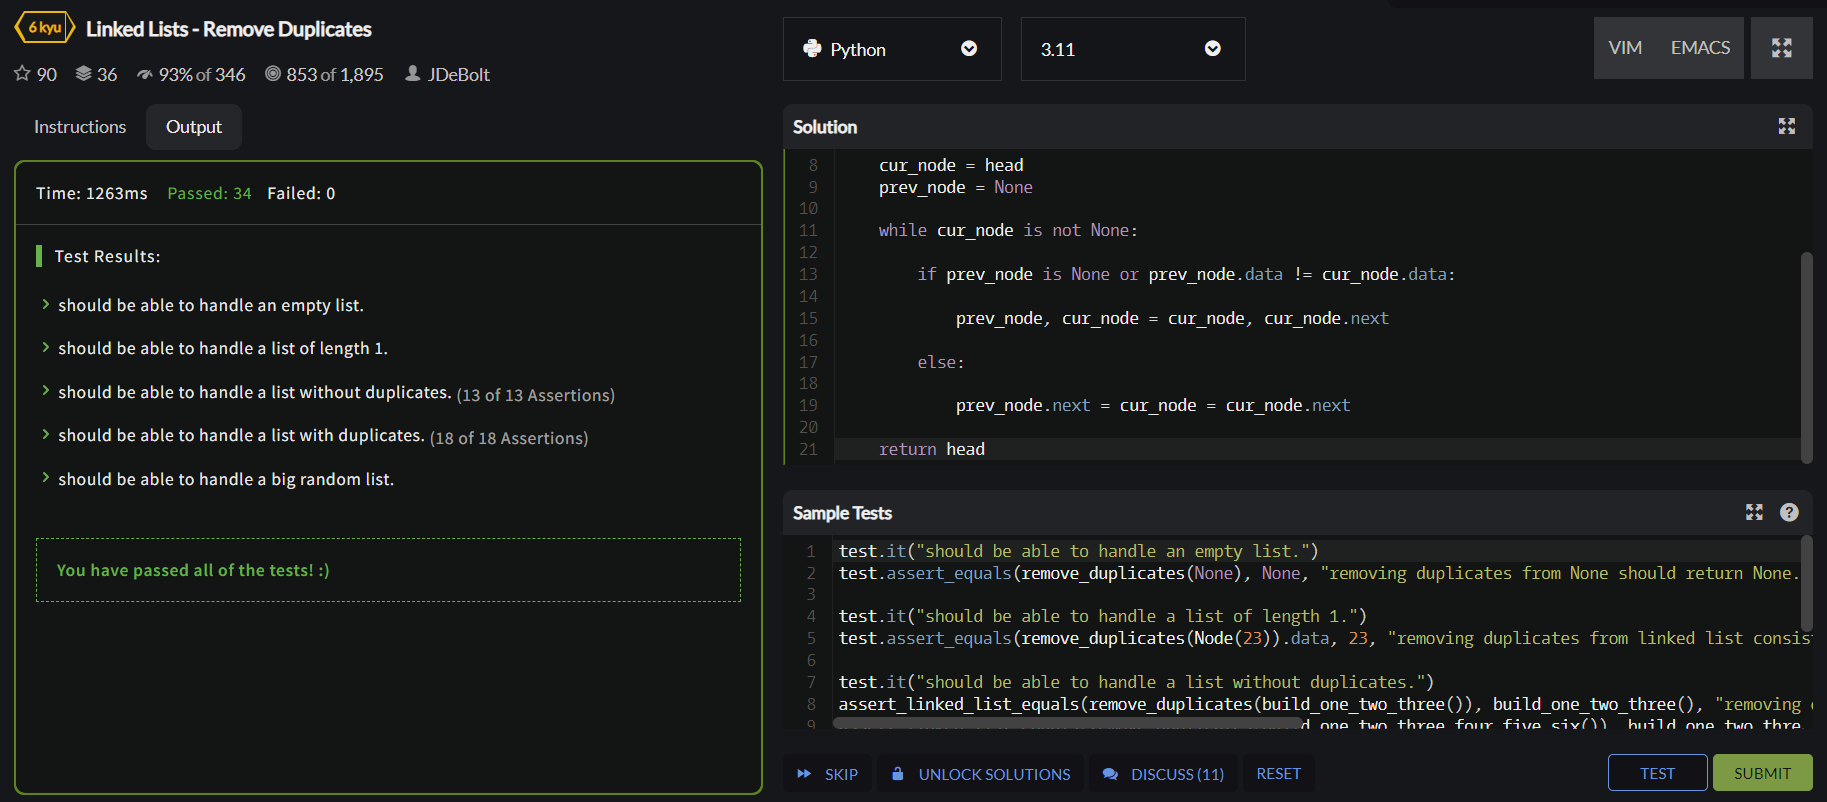 6 kyu Linked Lists - Remove Duplicates
90 36 93% of 346 853 of 1,895 JDeBolt
Instructions Output
Time: 1263ms Passed: 34 Failed: 0
Test Results:
should be able to handle an empty list.
should be able to handle a list of length 1.
should be able to handle a list without duplicates. (13 of 13 Assertions)
should be able to handle a list with duplicates. (18 of 18 Assertions)
should be able to handle a big random list.
You have passed all of the tests! :)
Python 3.11 VIM EMACS
Solution
8 cur_node = head
9 prev_node = None
10
11 while cur_node is not None:
12
13 if prev_node is None or prev_node.data != cur_node.data:
14
15 prev_node, cur_node = cur_node, cur_node.next
16
17 else:
18
19 prev_node.next = cur_node = cur_node.next
20
21 return head
Sample Tests ?
1 test.it("should be able to handle an empty list.")
2 test.assert_equals(remove_duplicates(None), None, "removing duplicates from None should return None.
3
4 test.it("should be able to handle a list of length 1.")
5 test.assert_equals(remove_duplicates(Node(23)).data, 23, "removing duplicates from linked list consis
6
7 test.it("should be able to handle a list without duplicates.")
8 assert_linked_list_equals(remove_duplicates(build_one_two_three()), build_one_two_three(), "removing
9 d_one_two_three_four_five_six()), build_one_two_thre
SKIP UNLOCK SOLUTIONS DISCUSS (11) RESET TEST SUBMIT